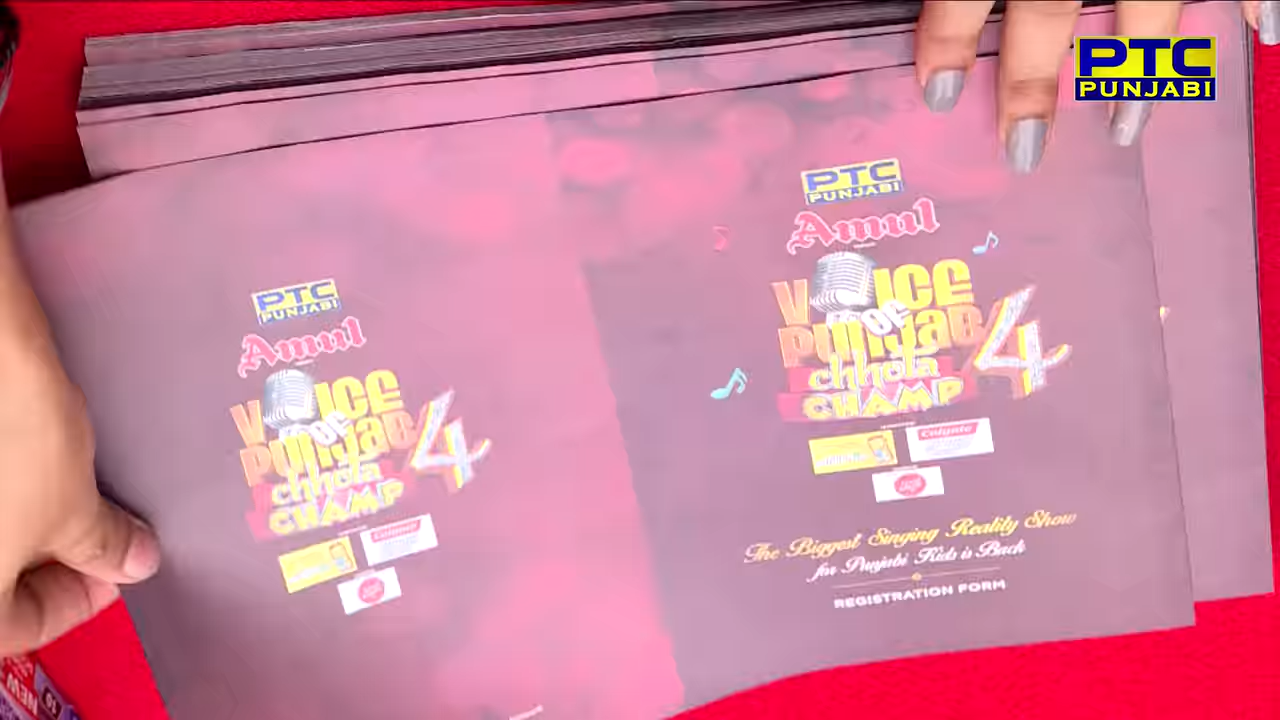 PTC
PUNJABI
PTC
PUNJABI
Amul
VOICE
OF
PUNJAB
chhota
CHAMP
4
Colgate
The Biggest Singing Reality Show
for Punjabi Kids is Back
REGISTRATION FORM
PTC
PUNJABI
Amul
VOICE
OF
PUNJAB
chhota
CHAMP
4
Colgate
NEW